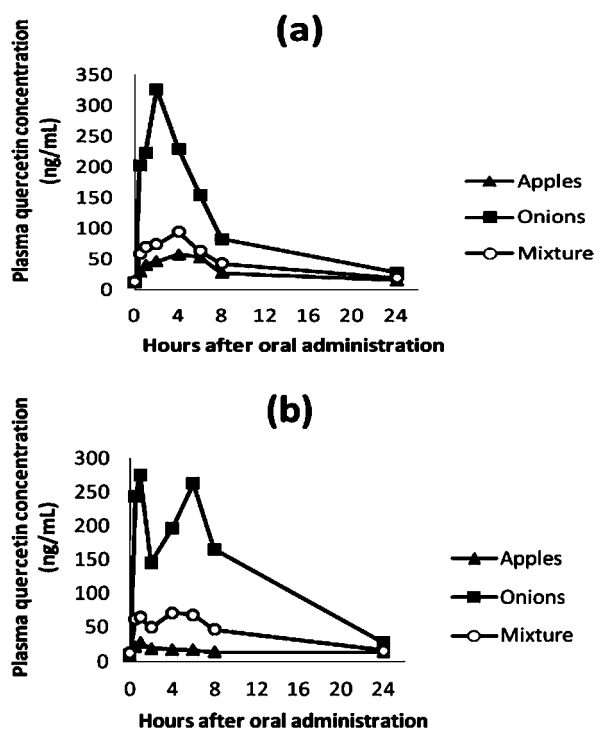 (a)
Plasma quercetin concentration
(ng/mL)
350
300
250
200
150
100
50
0
0 4 8 12 16 20 24
Hours after oral administration
Apples
Onions
Mixture
(b)
Plasma quercetin concentration
(ng/mL)
300
250
200
150
100
50
0
0 4 8 12 16 20 24
Hours after oral administration
Apples
Onions
Mixture